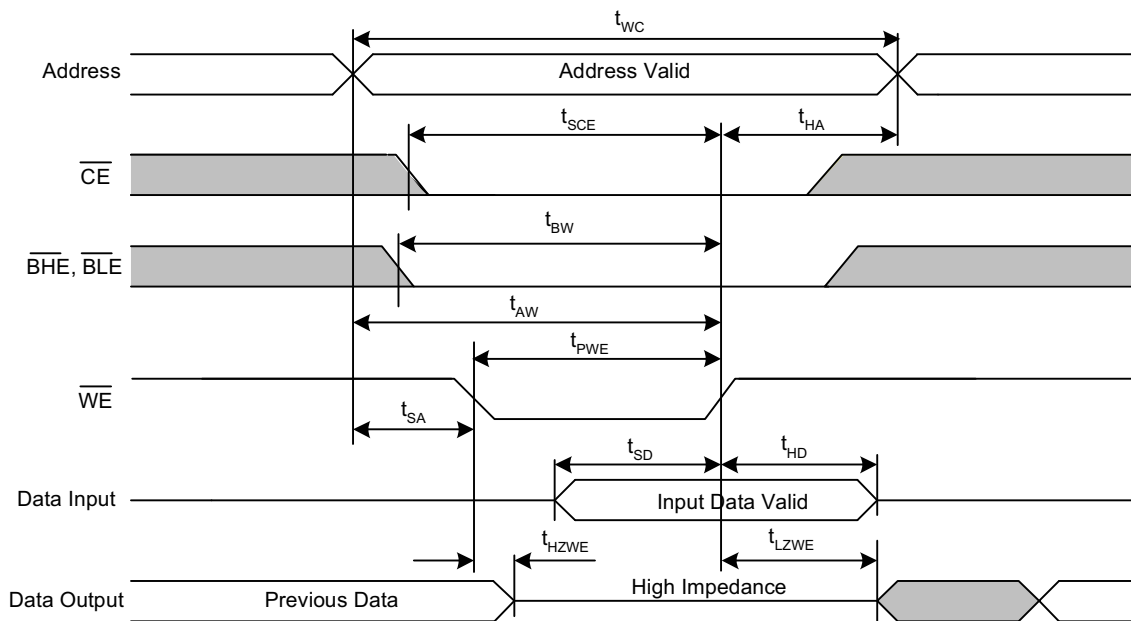 tWC
Address
Address Valid
tSCE
tHA
CE
tBW
BHE, BLE
tAW
tPWE
WE
tSA
tSD
tHD
Data Input
Input Data Valid
tHZWE
tLZWE
Data Output
Previous Data
High Impedance